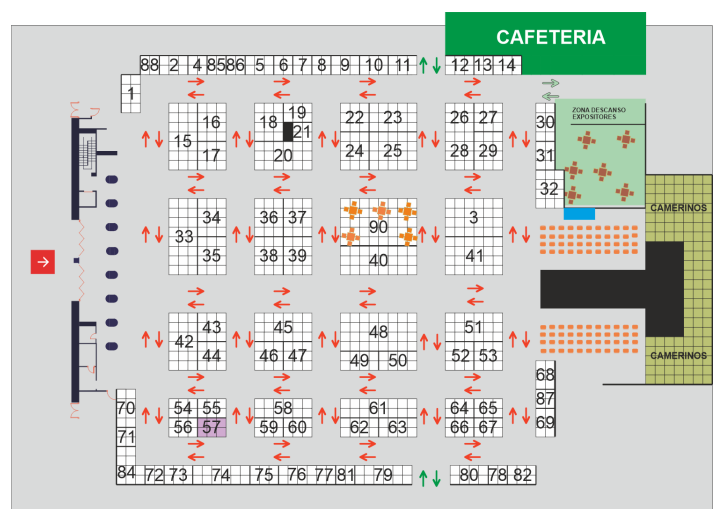 CAFETERIA
88 2 4 85 86 5 6 7 8 9 10 11 12 13 14
1
ZONA DESCANSO
EXPOSITORES
15 16 17
18 19 21 20
22 23 24 25
26 27 28 29
30
31
32
33 34 35
36 37 38 39
90 40
3 41
CAMERINOS
42 43 44
45 46 47
48 49 50
51 52 53
CAMERINOS
68
87
69
70
71
84
54 55 56 57
58 59 60
61 62 63
64 65 66 67
72 73 74 75 76 77 81 79 80 78 82